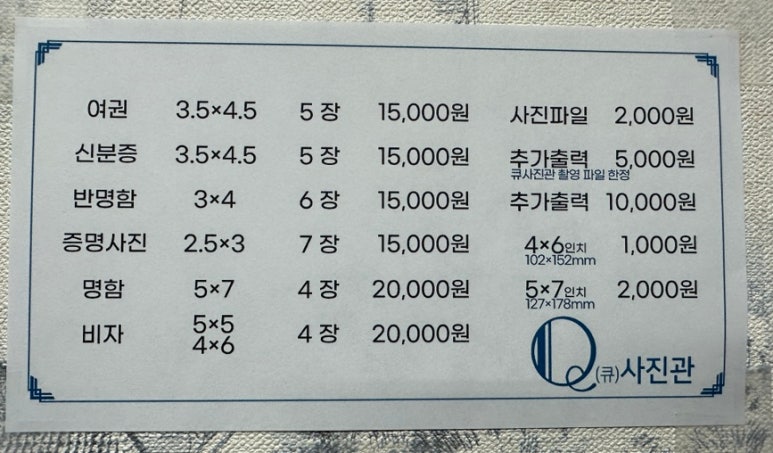 여권 3.5×4.5 5 장 15,000원
신분증 3.5×4.5 5 장 15,000원
반명함 3×4 6 장 15,000원
증명사진 2.5×3 7 장 15,000원
명함 5×7 4 장 20,000원
비자 5×5 4×6 4 장 20,000원
사진파일 2,000원
추가출력 5,000원
큐사진관 촬영 파일 한정
추가출력 10,000원
4×6인치 1,000원
102×152mm
5×7인치 2,000원
127×178mm
Q(큐)사진관